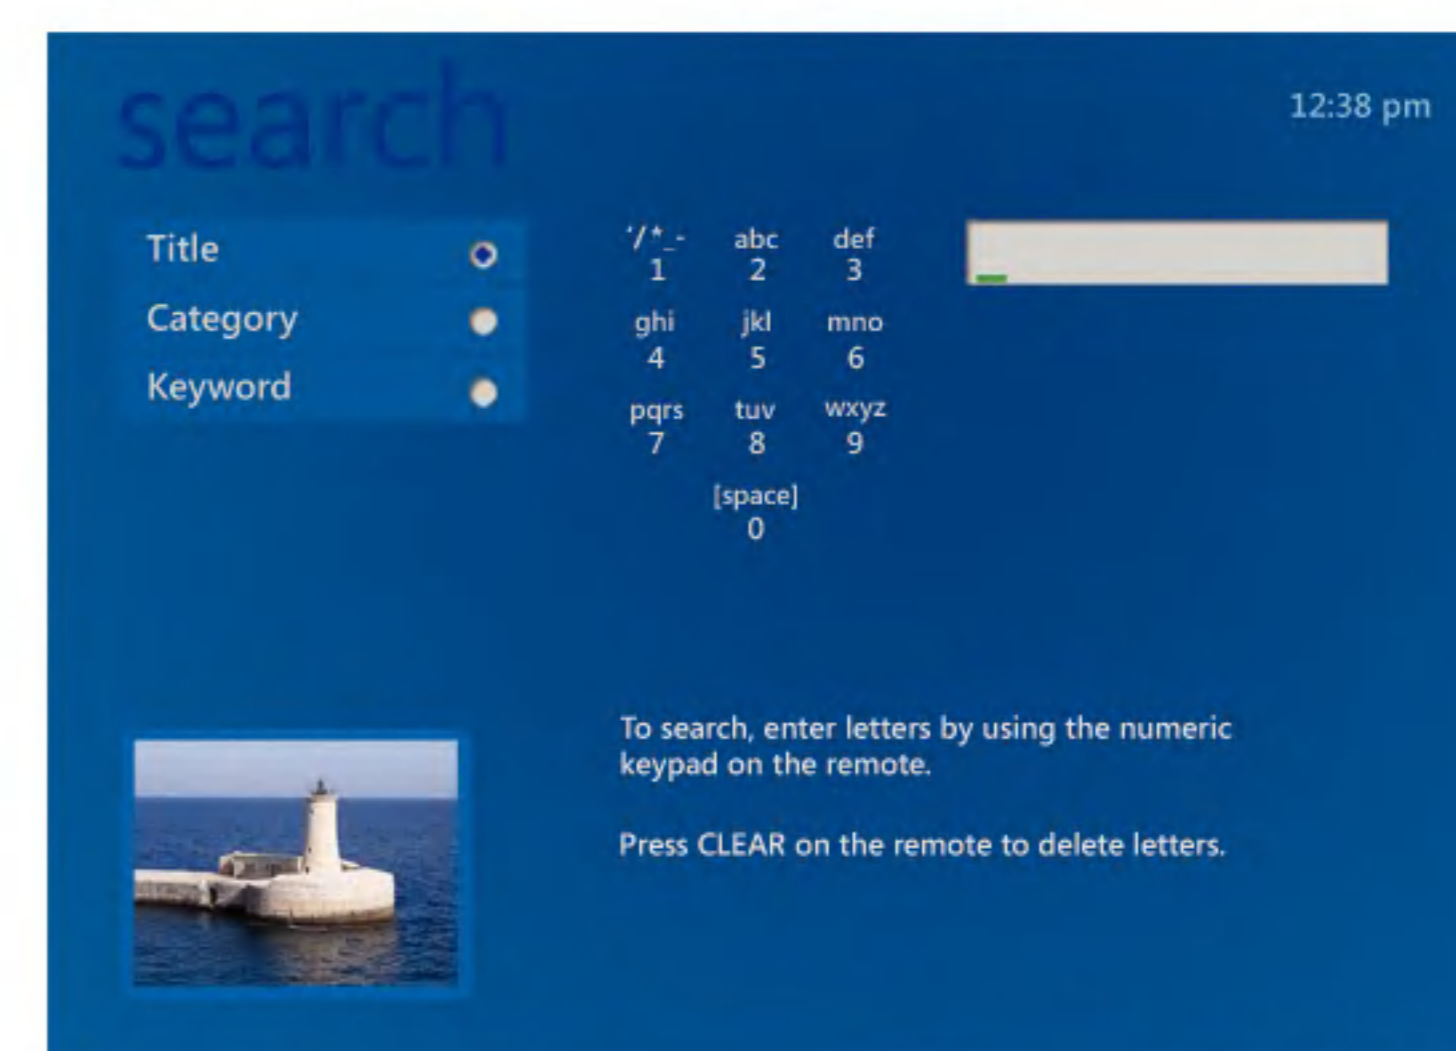 search
12:38 pm
Title
Category
Keyword
'/*_-
1
abc
2
def
3
ghi
4
jkl
5
mno
6
pqrs
7
tuv
8
wxyz
9
[space]
0
To search, enter letters by using the numeric
keypad on the remote.
Press CLEAR on the remote to delete letters.